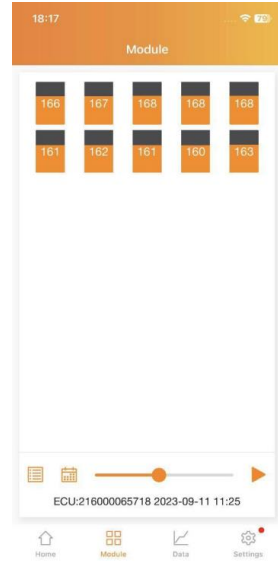 18:17
79
Module
166 167 168 168 168
161 162 161 160 163
ECU:216000065718 2023-09-11 11:25
Home Module Data Settings